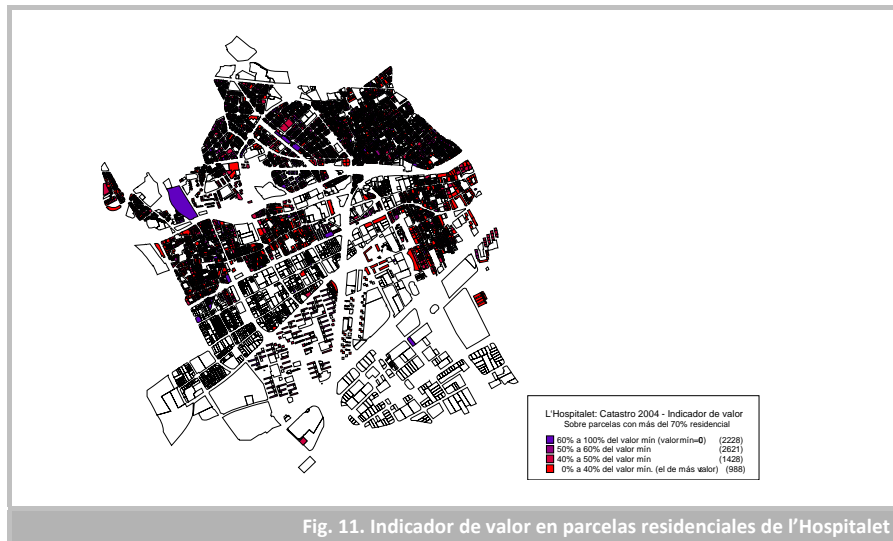 L'Hospitalet: Catastro 2004 - Indicador de valor
Sobre parcelas con más del 70% residencial
60% a 100% del valor mín (valormín=0) (2228)
50% a 60% del valor mín (2621)
40% a 50% del valor mín (1428)
0% a 40% del valor mín. (el de más valor) (988)
Fig. 11. Indicador de valor en parcelas residenciales de l'Hospitalet